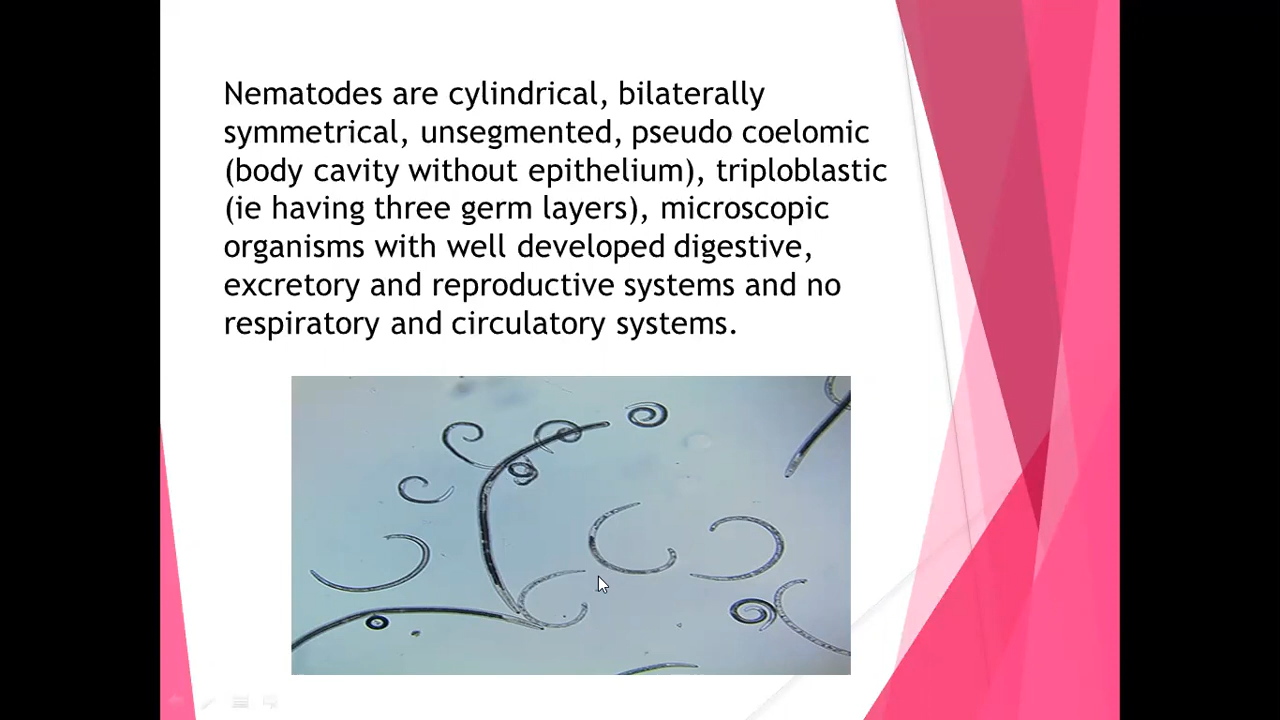 Nematodes are cylindrical, bilaterally
symmetrical, unsegmented, pseudo coelomic
(body cavity without epithelium), triploblastic
(ie having three germ layers), microscopic
organisms with well developed digestive,
excretory and reproductive systems and no
respiratory and circulatory systems.